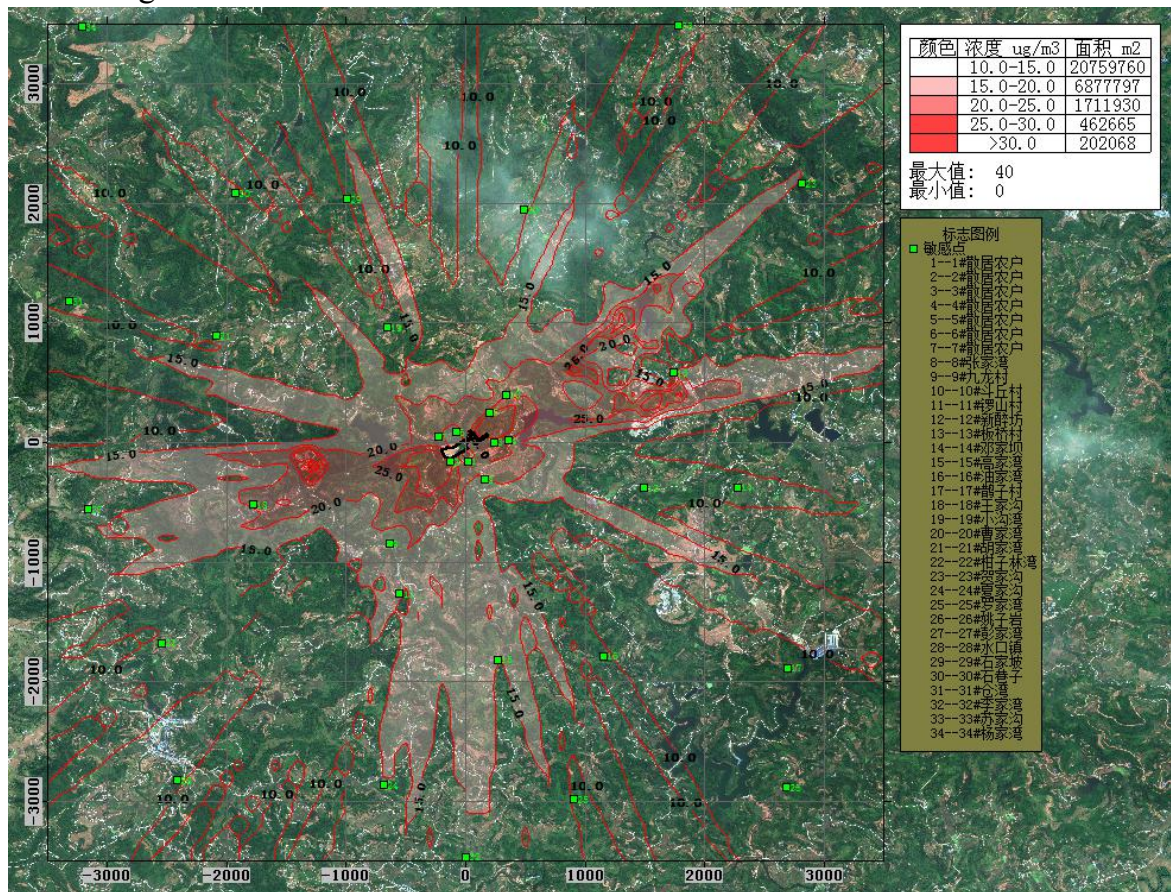 颜色 浓度 ug/m3 面积 m2
10.0-15.0 20759760
15.0-20.0 6877797
20.0-25.0 1711930
25.0-30.0 462665
>30.0 202068
最大值: 40
最小值: 0
标志图例
敏感点
1--1#散居农户
2--2#散居农户
3--3#散居农户
4--4#散居农户
5--5#散居农户
6--6#散居农户
7--7#散居农户
8--8#张家湾
9--9#九龙村
10--10#斗丘村
11--11#锣山村
12--12#新醉坊
13--13#板桥村
14--14#邓家坝
15--15#高家湾
16--16#油家湾
17--17#鹊子村
18--18#王家沟
19--19#小沟湾
20--20#曹家湾
21--21#胡家湾
22--22#柑子林湾
23--23#贺家沟
24--24#夏家沟
25--25#罗家湾
26--26#姚子岩
27--27#彭家湾
28--28#水口镇
29--29#石家坡
30--30#石巷子
31--31#仓湾
32--32#李家湾
33--33#苏家沟
34--34#杨家湾
3000
2000
1000
0
-1000
-2000
-3000
-3000 -2000 -1000 0 1000 2000 3000
10.0
15.0
20.0
25.0